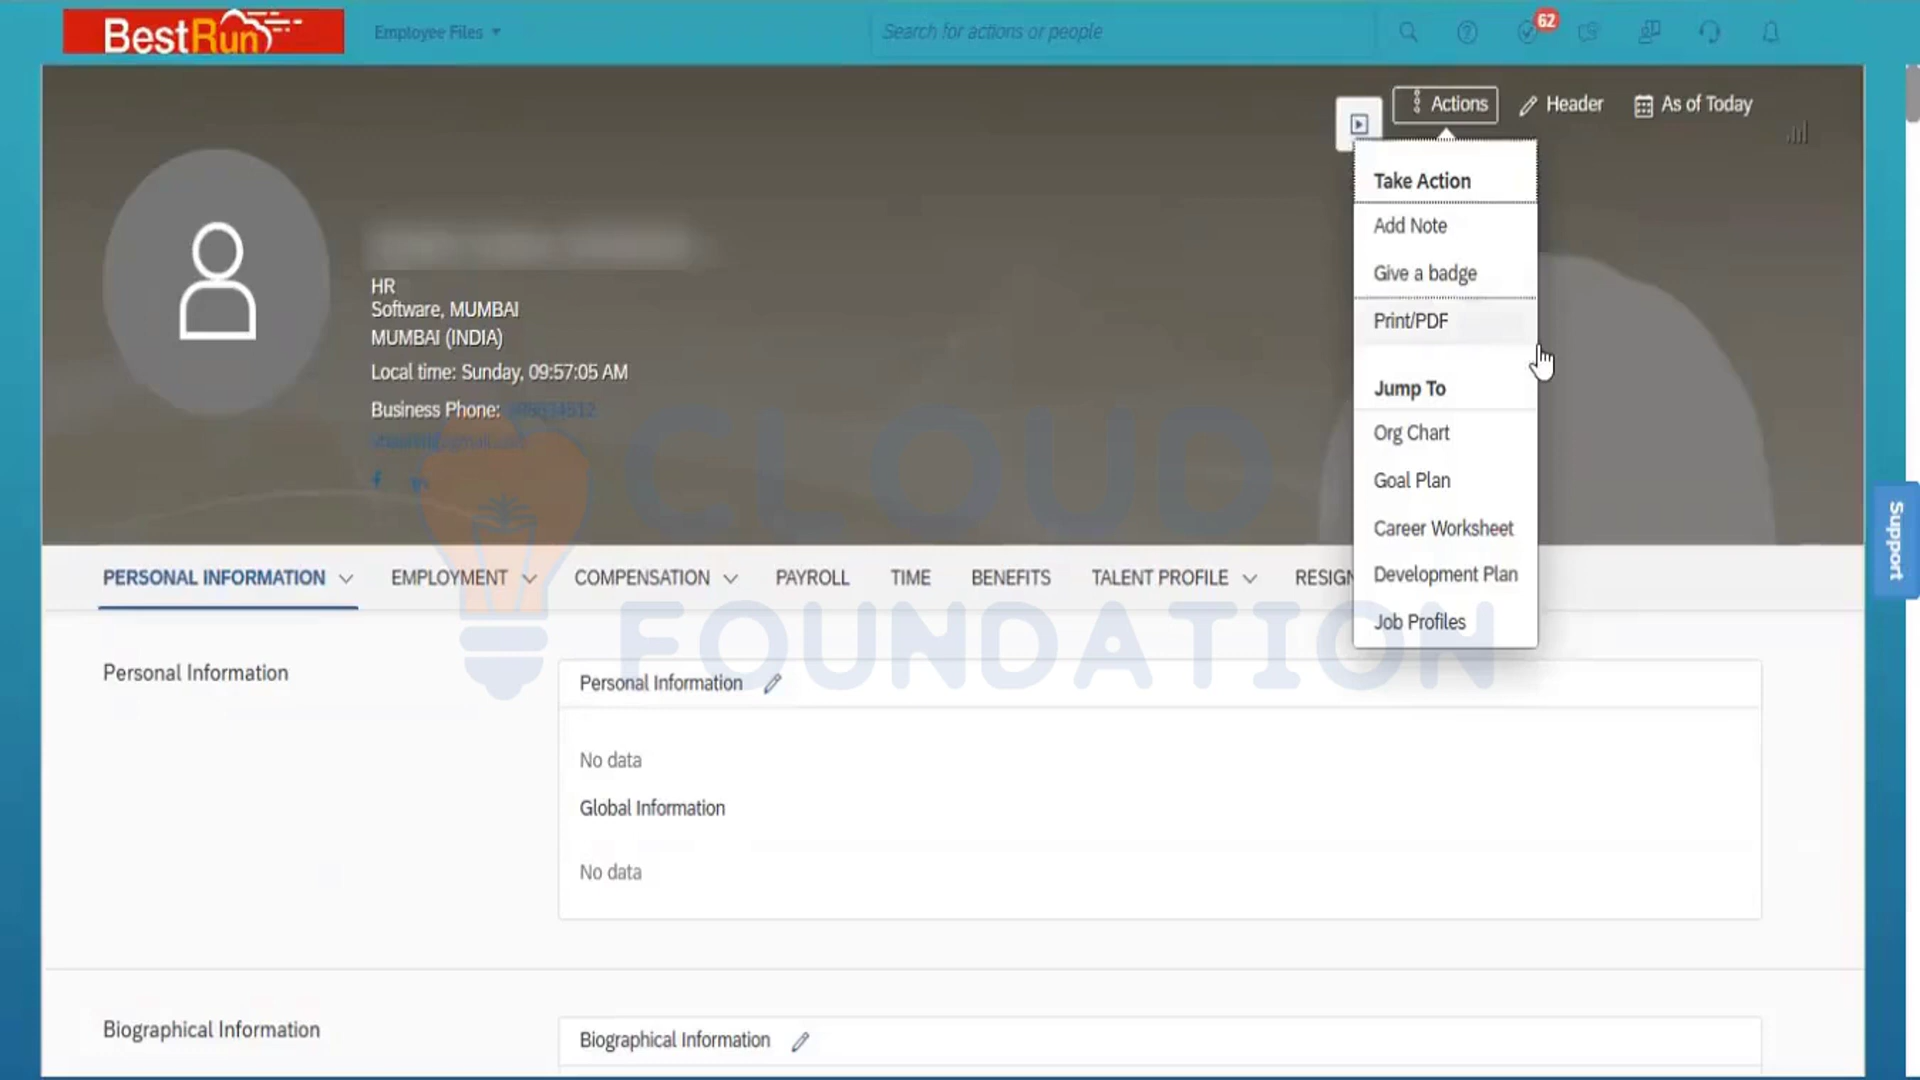 BestRun
Employee Files
Search for actions or people
62
Actions
Header
As of Today
Take Action
Add Note
Give a badge
Print/PDF
Jump To
Org Chart
Goal Plan
Career Worksheet
Development Plan
Job Profiles
HR
Software, MUMBAI
MUMBAI (INDIA)
Local time: Sunday, 09:57:05 AM
Business Phone:
CLOUD
FOUNDATION
Support
PERSONAL INFORMATION
EMPLOYMENT
COMPENSATION
PAYROLL
TIME
BENEFITS
TALENT PROFILE
RESIGN
Personal Information
Personal Information
No data
Global Information
No data
Biographical Information
Biographical Information